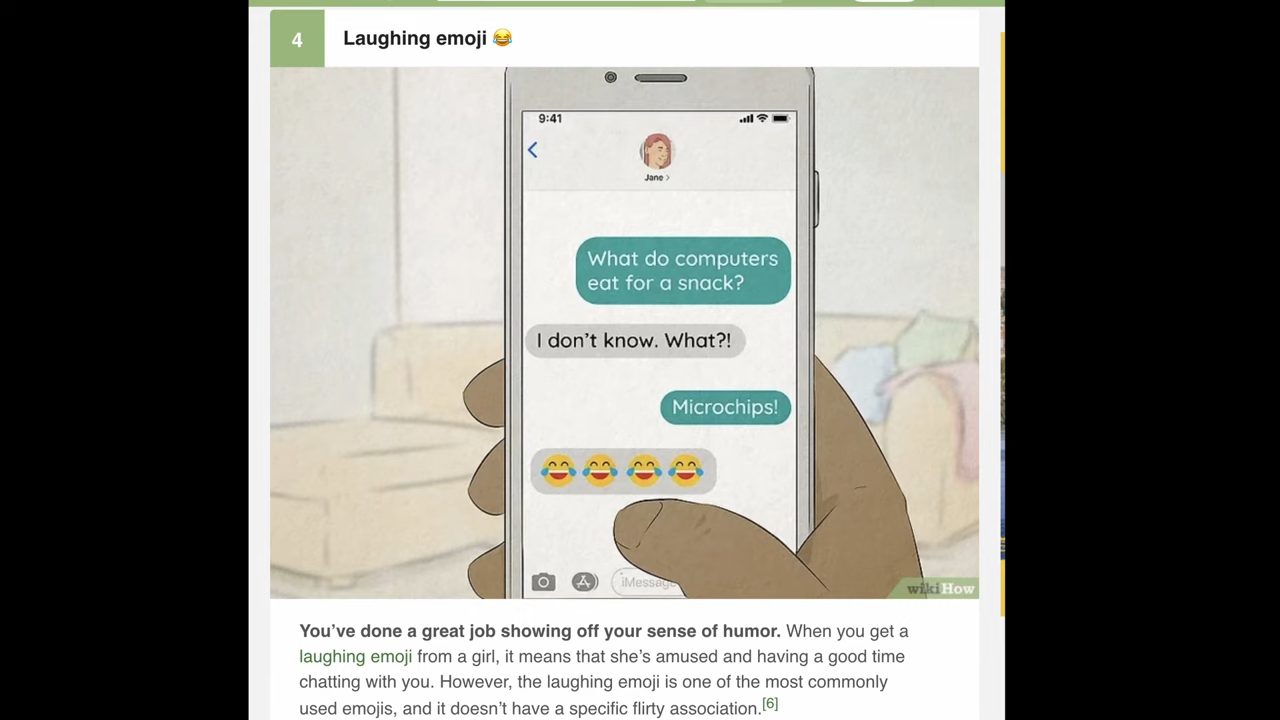 4
Laughing emoji 😂
9:41
Jane >
What do computers
eat for a snack?
I don't know. What?!
Microchips!
😂😂😂😂
iMessage
wikiHow
You've done a great job showing off your sense of humor. When you get a
laughing emoji from a girl, it means that she's amused and having a good time
chatting with you. However, the laughing emoji is one of the most commonly
used emojis, and it doesn't have a specific flirty association.[6]